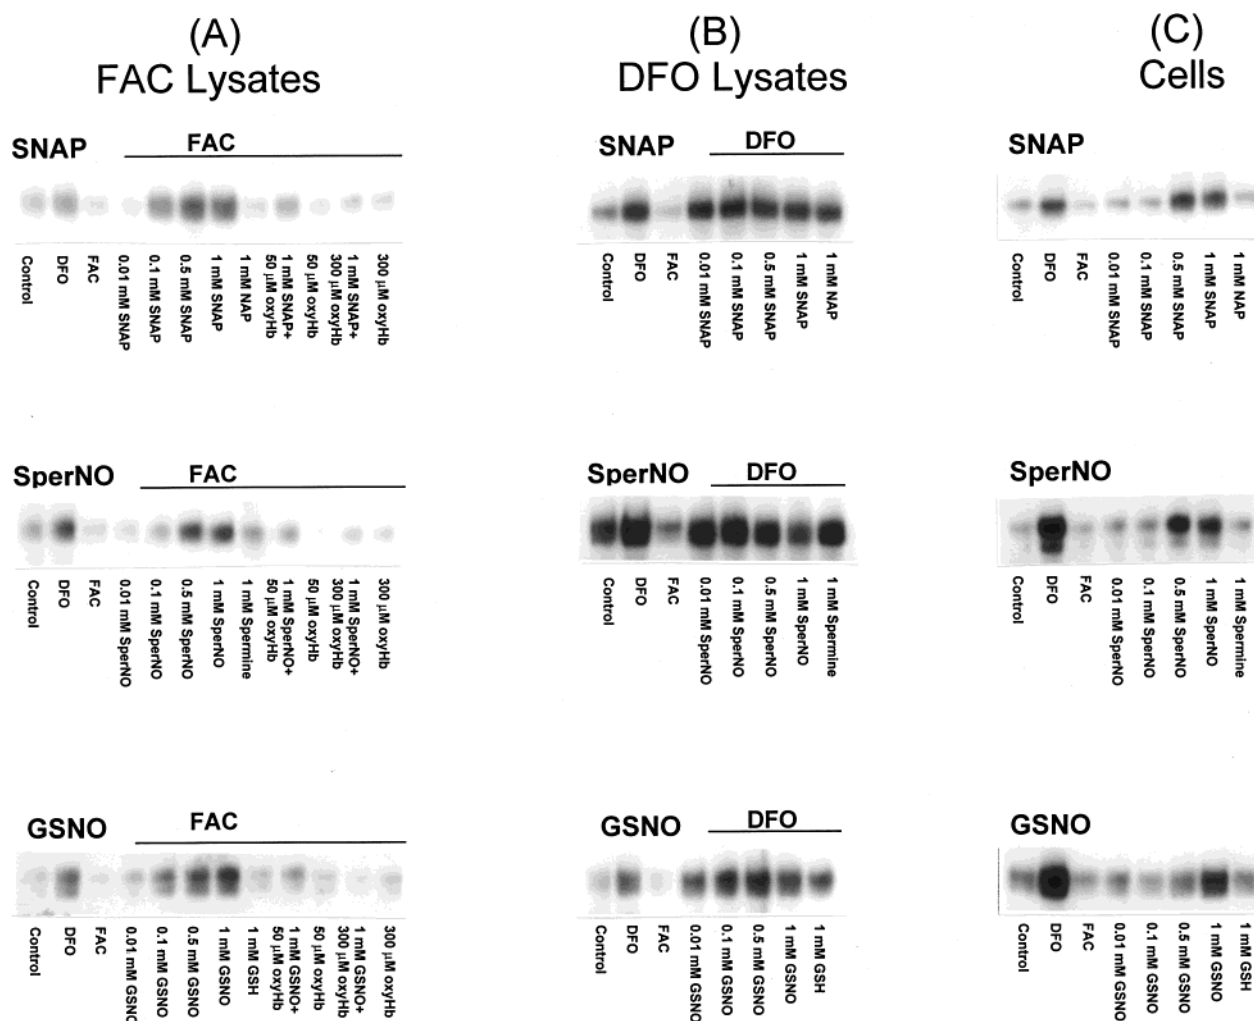 (A)
FAC Lysates
(B)
DFO Lysates
(C)
Cells
SNAP
FAC
Control
DFO
FAC
0.01 mM SNAP
0.1 mM SNAP
0.5 mM SNAP
1 mM SNAP
1 mM NAP
1 mM SNAP+
50 µM oxyHb
50 µM oxyHb
1 mM SNAP+
300 µM oxyHb
300 µM oxyHb
SNAP
DFO
Control
DFO
FAC
0.01 mM SNAP
0.1 mM SNAP
0.5 mM SNAP
1 mM SNAP
1 mM NAP
SNAP
Control
DFO
FAC
0.01 mM SNAP
0.1 mM SNAP
0.5 mM SNAP
1 mM SNAP
1 mM NAP
SperNO
FAC
Control
DFO
FAC
0.01 mM SperNO
0.1 mM SperNO
0.5 mM SperNO
1 mM SperNO
1 mM Spermine
1 mM SperNO+
50 µM oxyHb
50 µM oxyHb
1 mM SperNO+
300 µM oxyHb
300 µM oxyHb
SperNO
DFO
Control
DFO
FAC
0.01 mM SperNO
0.1 mM SperNO
0.5 mM SperNO
1 mM SperNO
1 mM Spermine
SperNO
Control
DFO
FAC
0.01 mM SperNO
0.1 mM SperNO
0.5 mM SperNO
1 mM SperNO
1 mM Spermine
GSNO
FAC
Control
DFO
FAC
0.01 mM GSNO
0.1 mM GSNO
0.5 mM GSNO
1 mM GSNO
1 mM GSH
1 mM GSNO+
50 µM oxyHb
50 µM oxyHb
1 mM GSNO+
300 µM oxyHb
300 µM oxyHb
GSNO
DFO
Control
DFO
FAC
0.01 mM GSNO
0.1 mM GSNO
0.5 mM GSNO
1 mM GSNO
1 mM GSH
GSNO
Control
DFO
FAC
0.01 mM GSNO
0.1 mM GSNO
0.5 mM GSNO
1 mM GSNO
1 mM GSH